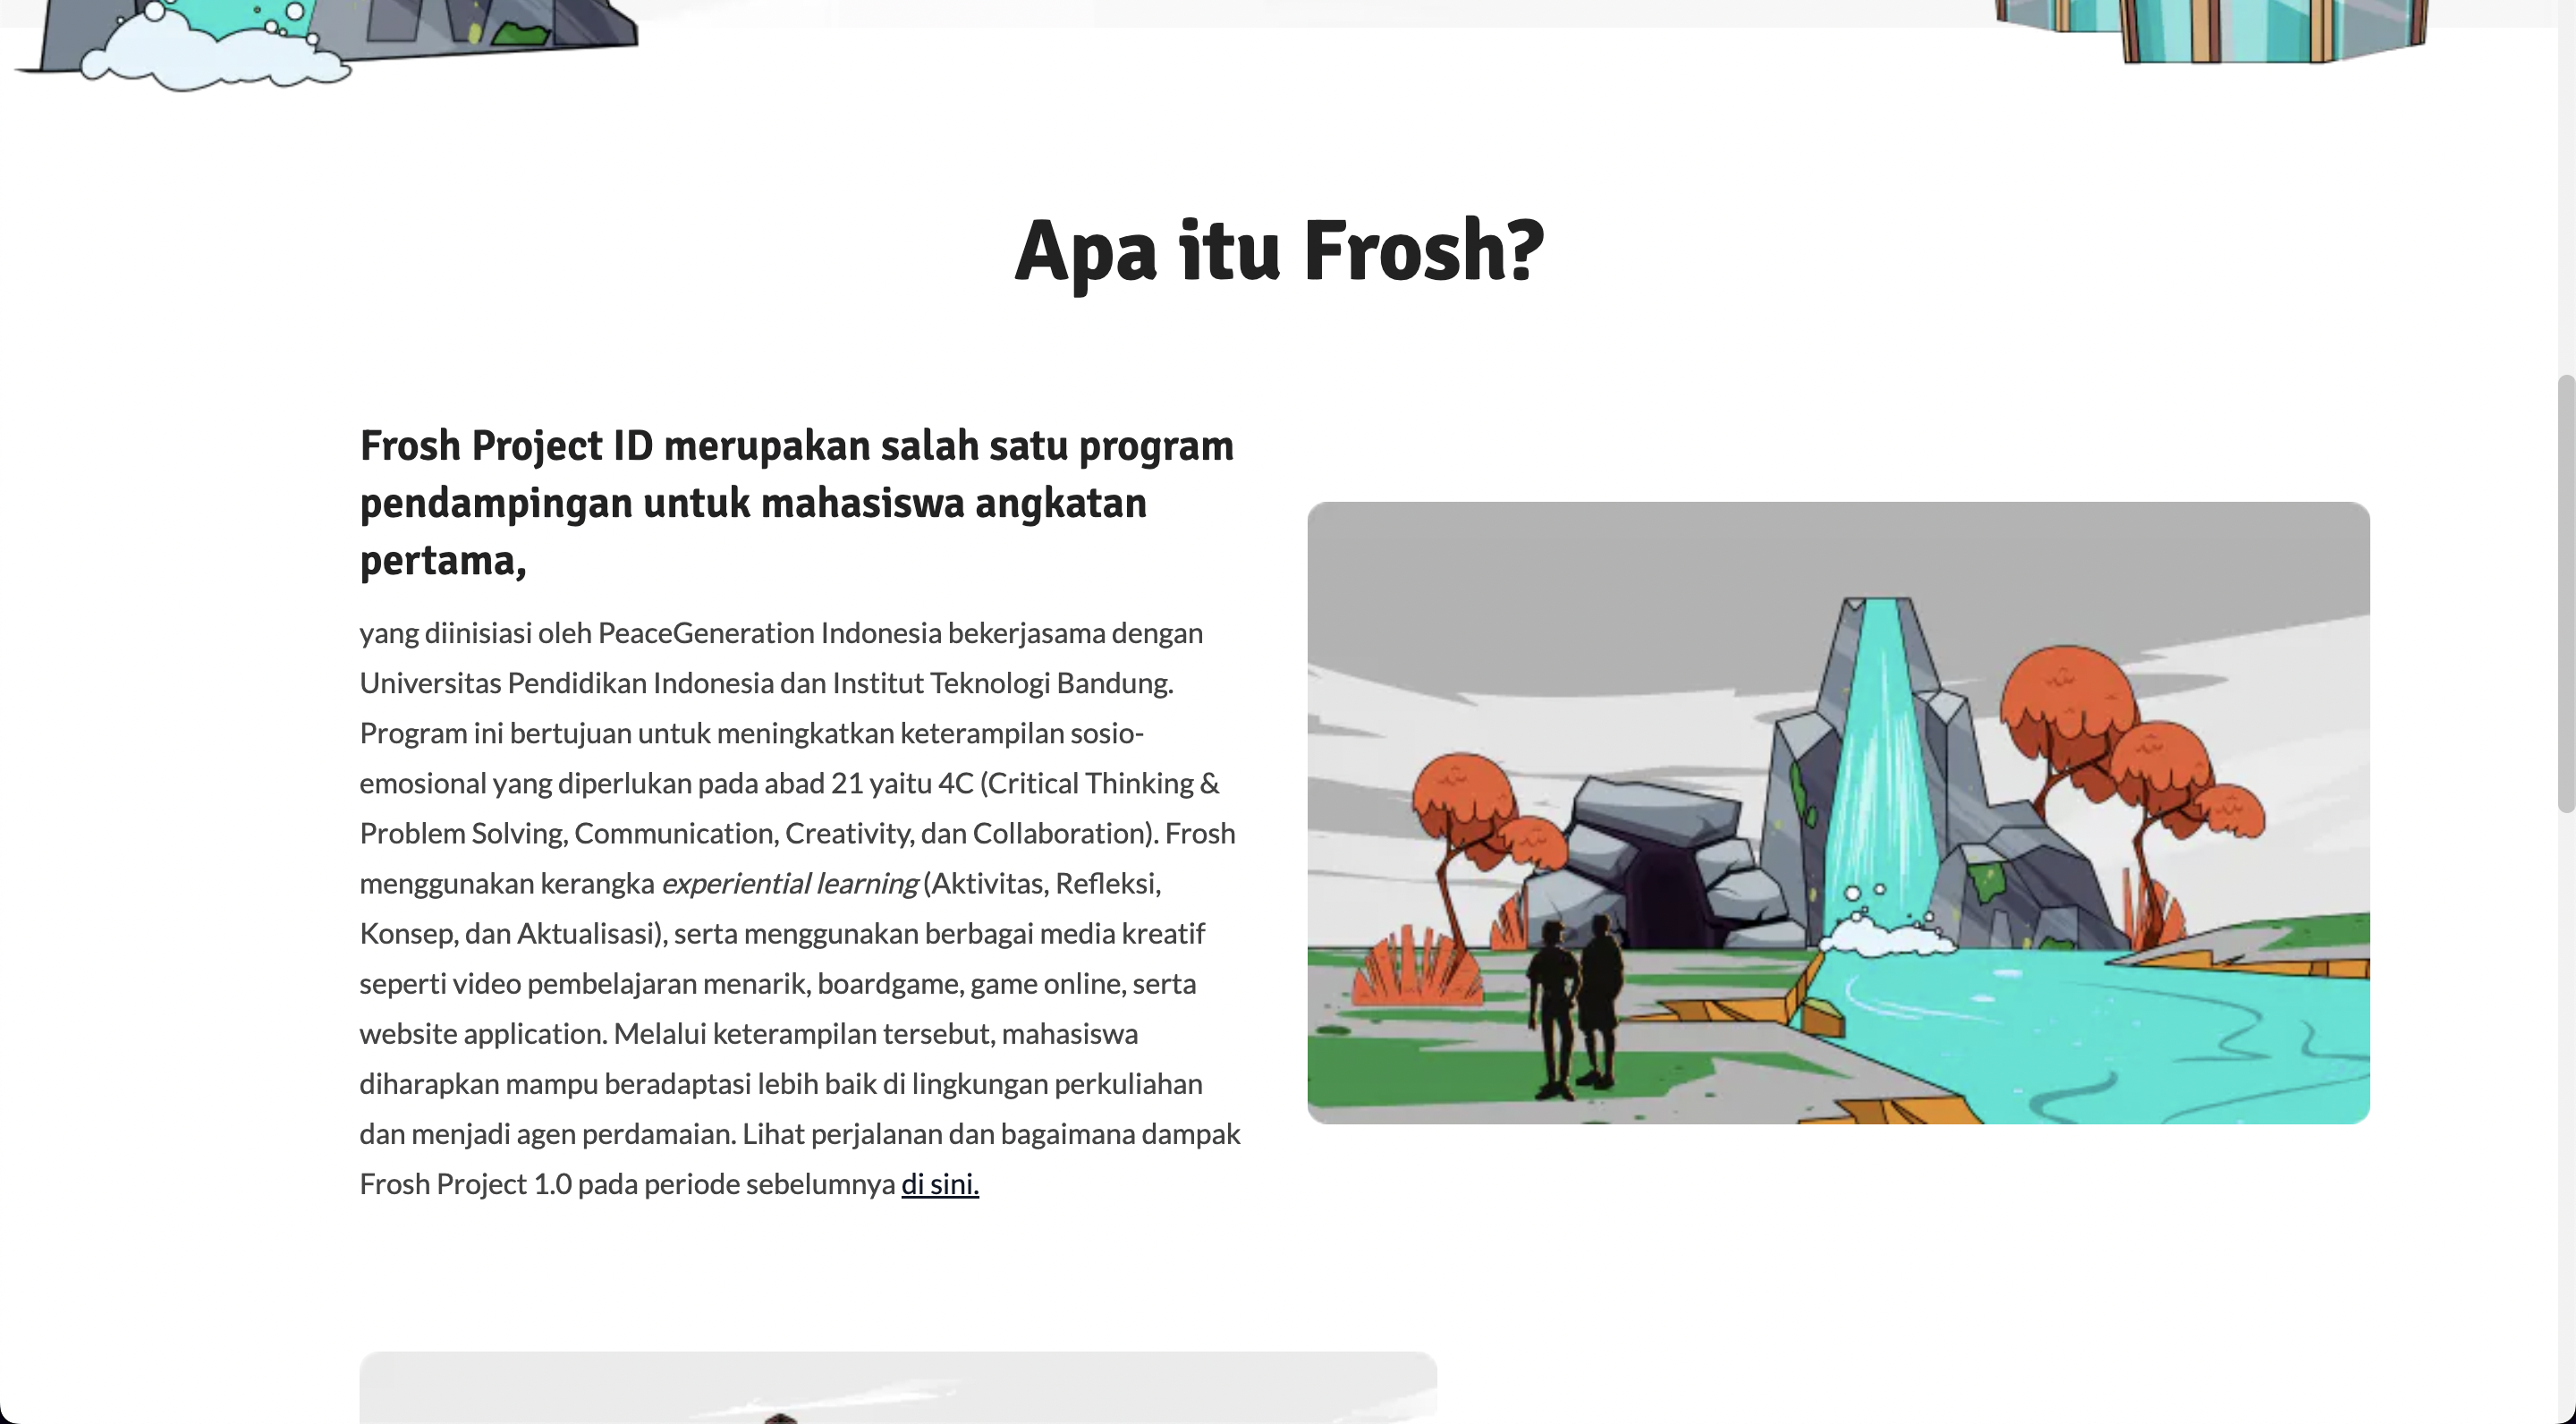 Apa itu Frosh?
Frosh Project ID merupakan salah satu program
pendampingan untuk mahasiswa angkatan
pertama,
yang diinisiasi oleh PeaceGeneration Indonesia bekerjasama dengan
Universitas Pendidikan Indonesia dan Institut Teknologi Bandung.
Program ini bertujuan untuk meningkatkan keterampilan sosio-
emosional yang diperlukan pada abad 21 yaitu 4C (Critical Thinking &
Problem Solving, Communication, Creativity, dan Collaboration). Frosh
menggunakan kerangka experiential learning (Aktivitas, Refleksi,
Konsep, dan Aktualisasi), serta menggunakan berbagai media kreatif
seperti video pembelajaran menarik, boardgame, game online, serta
website application. Melalui keterampilan tersebut, mahasiswa
diharapkan mampu beradaptasi lebih baik di lingkungan perkuliahan
dan menjadi agen perdamaian. Lihat perjalanan dan bagaimana dampak
Frosh Project 1.0 pada periode sebelumnya di sini.